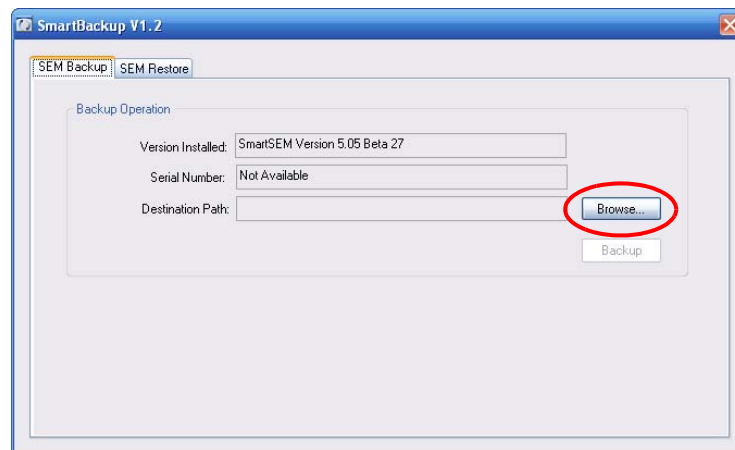 SmartBackup V1.2
SEM Backup SEM Restore
Backup Operation
Version Installed: SmartSEM Version 5.05 Beta 27
Serial Number: Not Available
Destination Path: Browse...
Backup